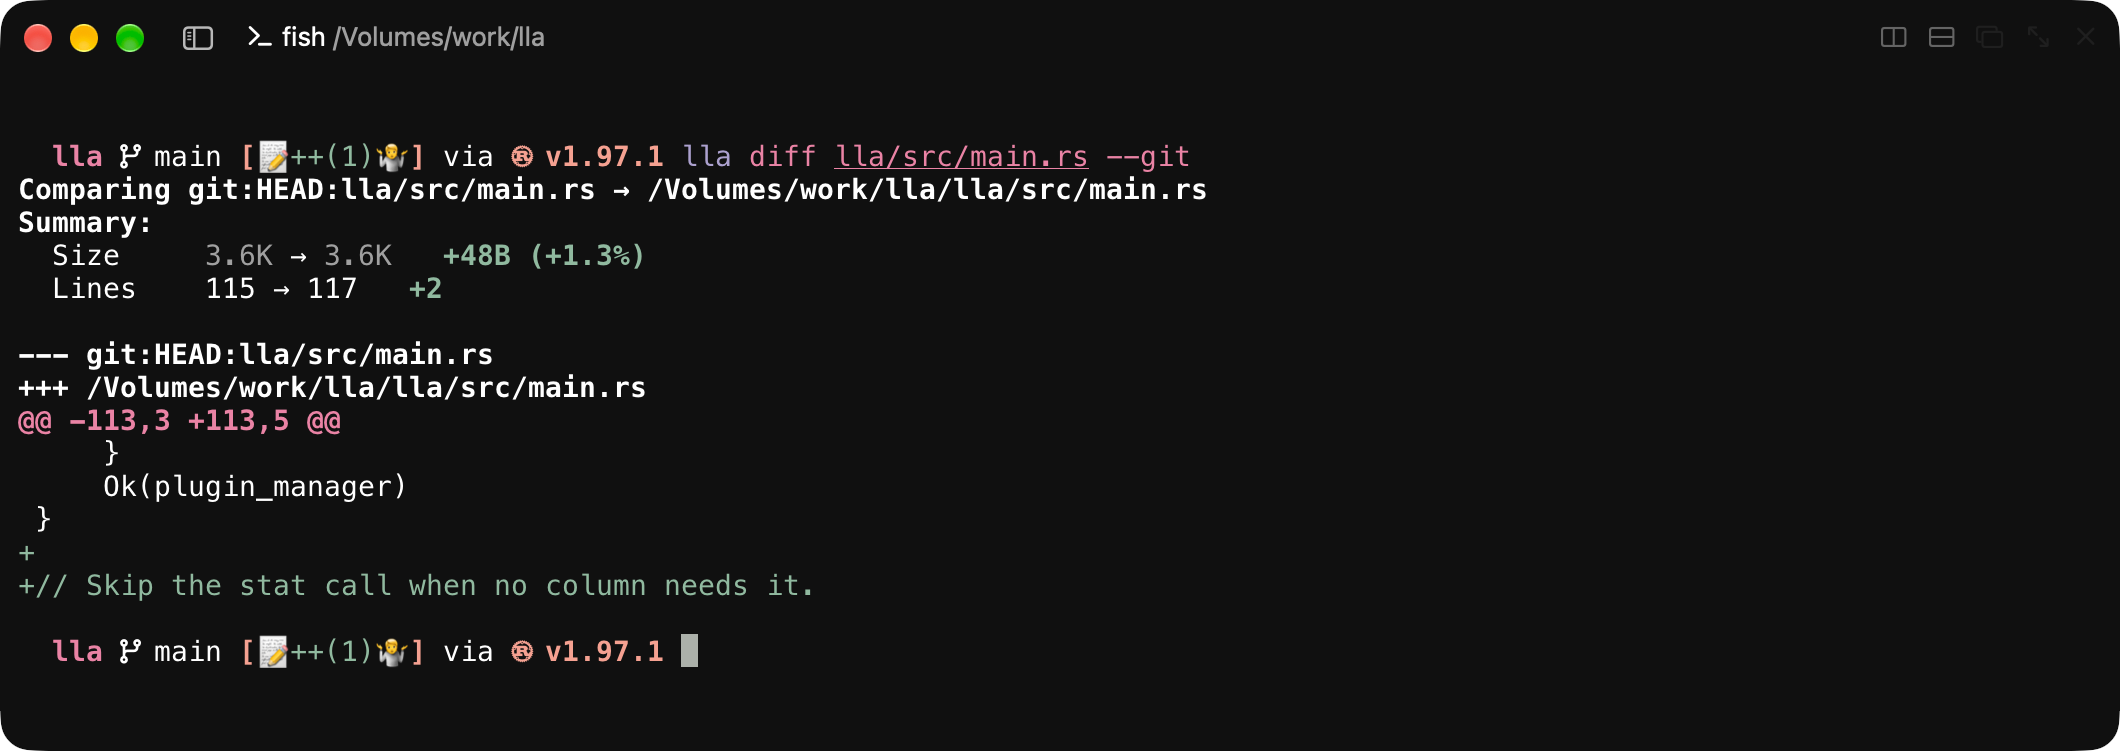 fish /Volumes/work/lla
lla main [📝++(1)🤷] via v1.97.1 lla diff lla/src/main.rs --git
Comparing git:HEAD:lla/src/main.rs → /Volumes/work/lla/lla/src/main.rs
Summary:
  Size     3.6K → 3.6K   +48B (+1.3%)
  Lines    115 → 117   +2
--- git:HEAD:lla/src/main.rs
+++ /Volumes/work/lla/lla/src/main.rs
@@ -113,3 +113,5 @@
     }
     Ok(plugin_manager)
 }
+
+// Skip the stat call when no column needs it.
lla main [📝++(1)🤷] via v1.97.1